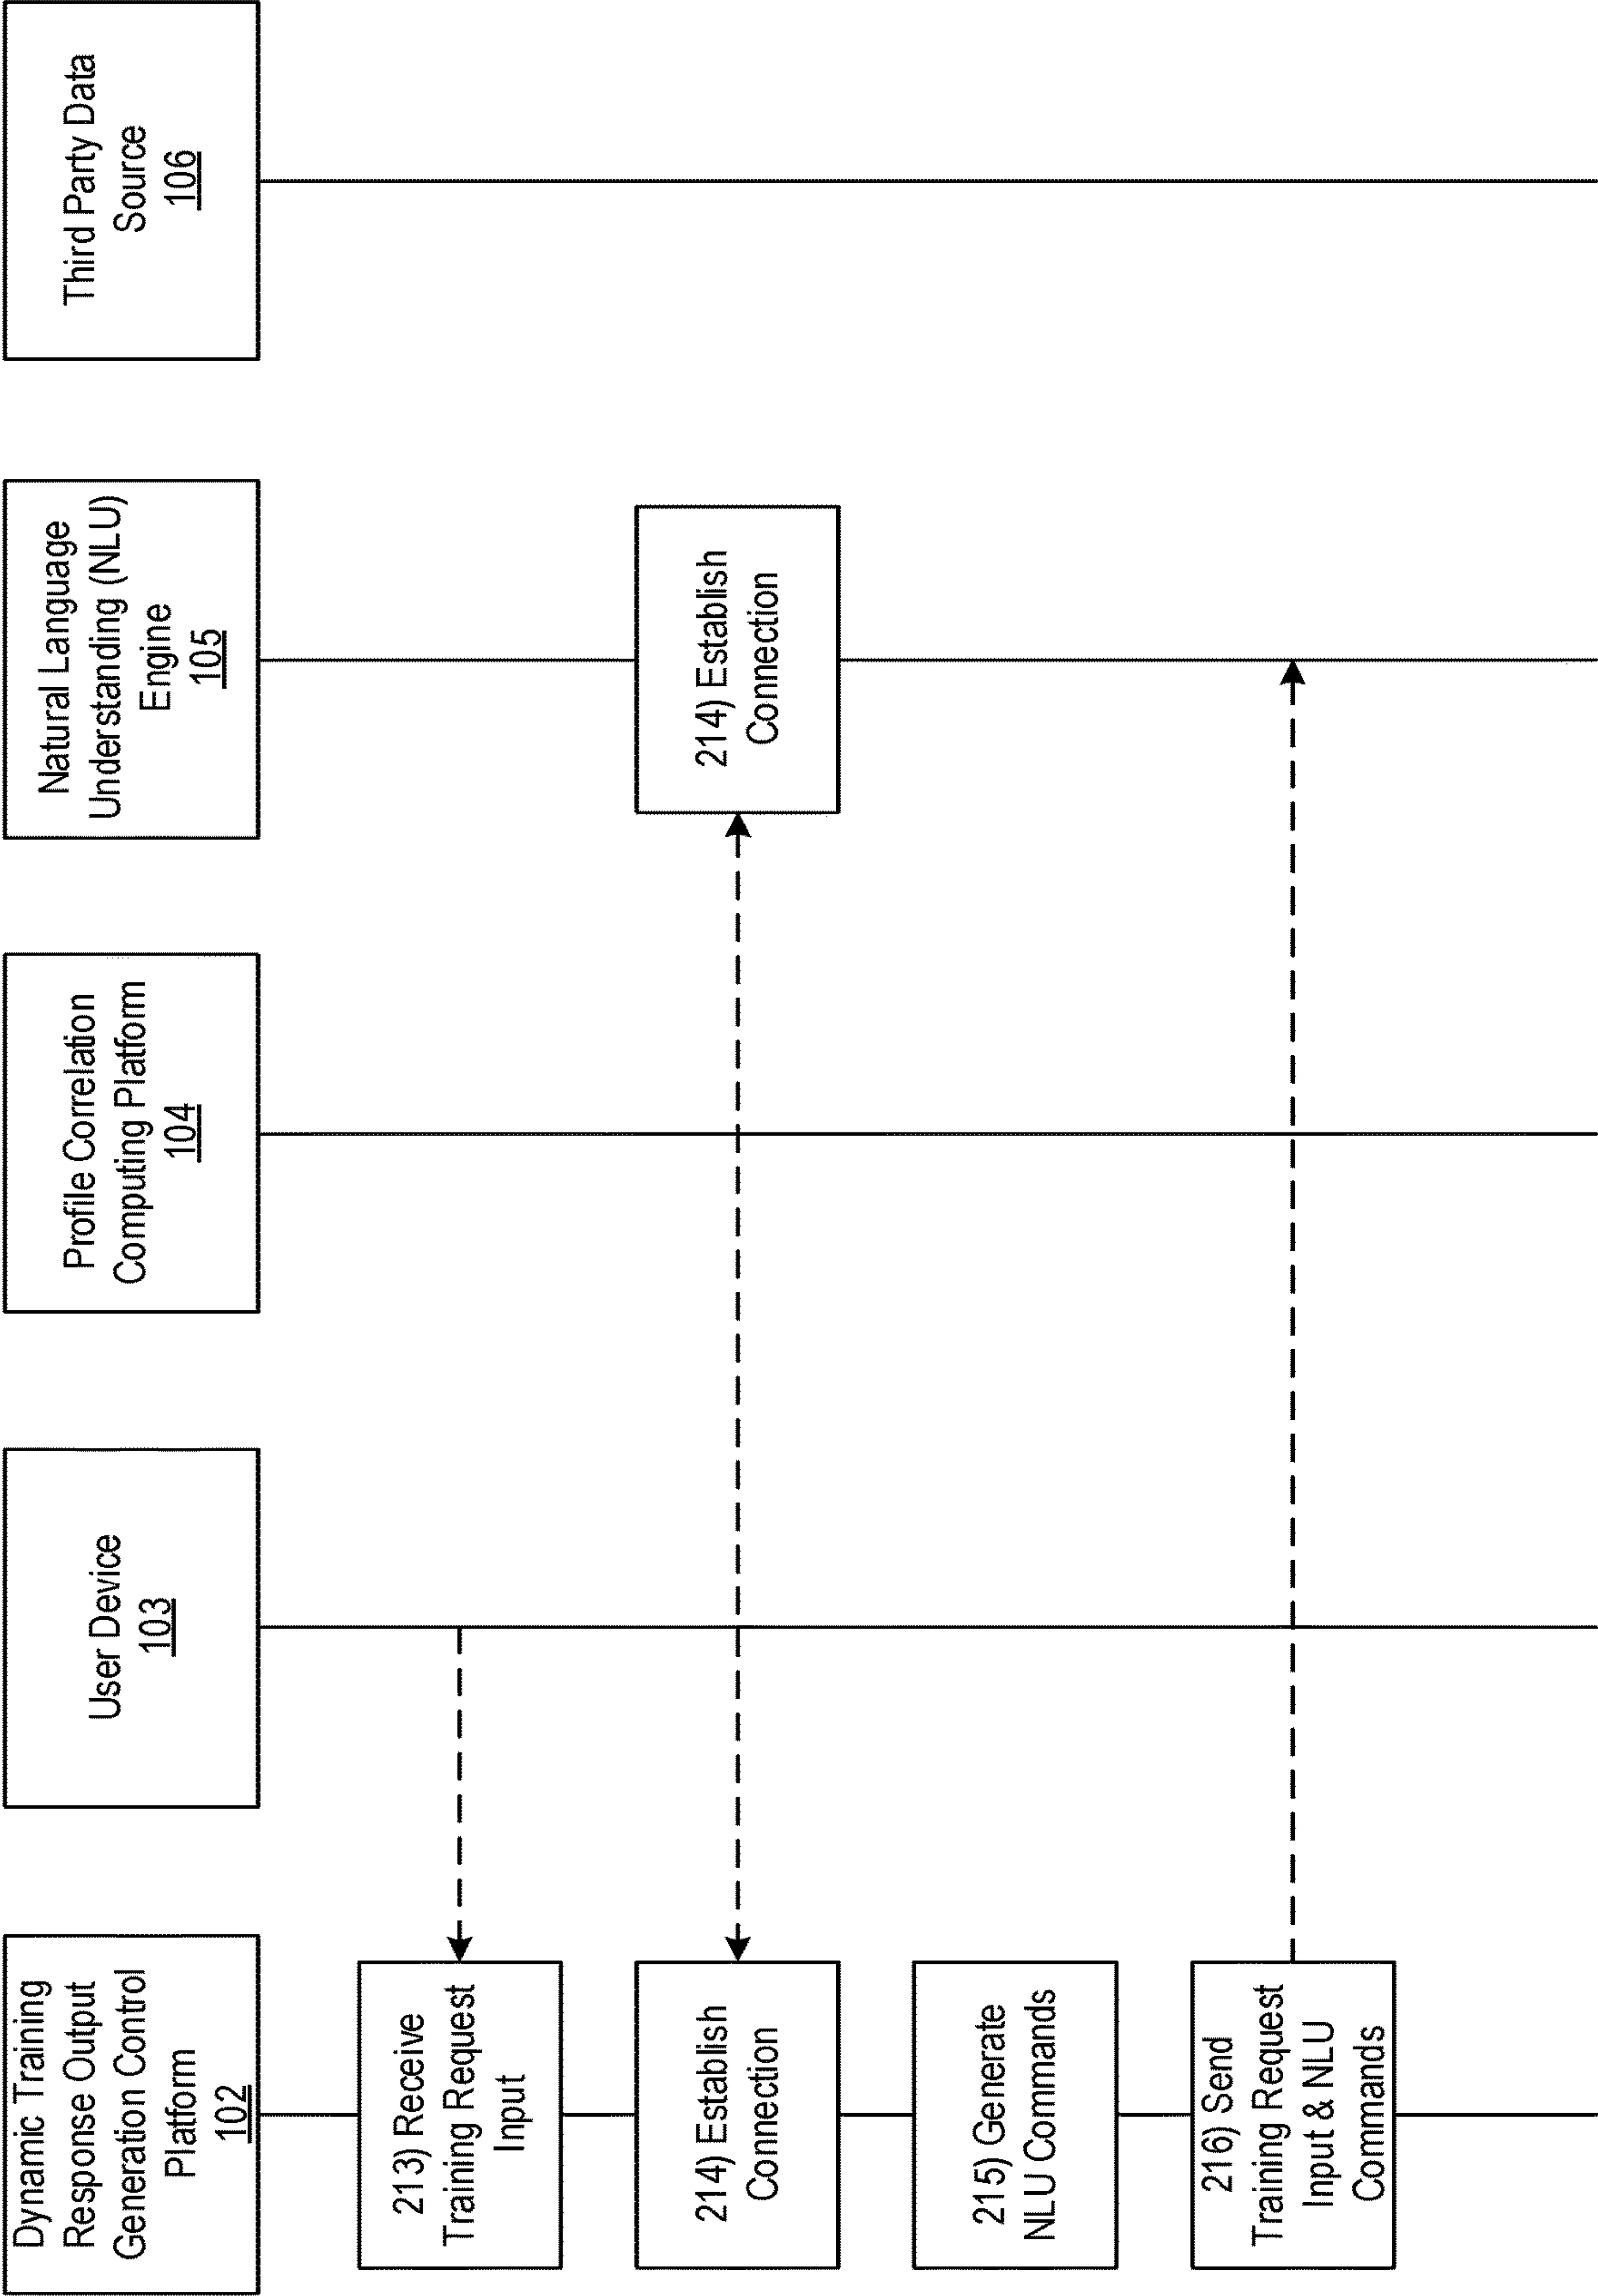 Dynamic Training
Response Output
Generation Control
Platform
102
User Device
103
Profile Correlation
Computing Platform
104
Natural Language
Understanding (NLU)
Engine
105
Third Party Data
Source
106
213) Receive
Training Request
Input
214) Establish
Connection
214) Establish
Connection
215) Generate
NLU Commands
216) Send
Training Request
Input & NLU
Commands